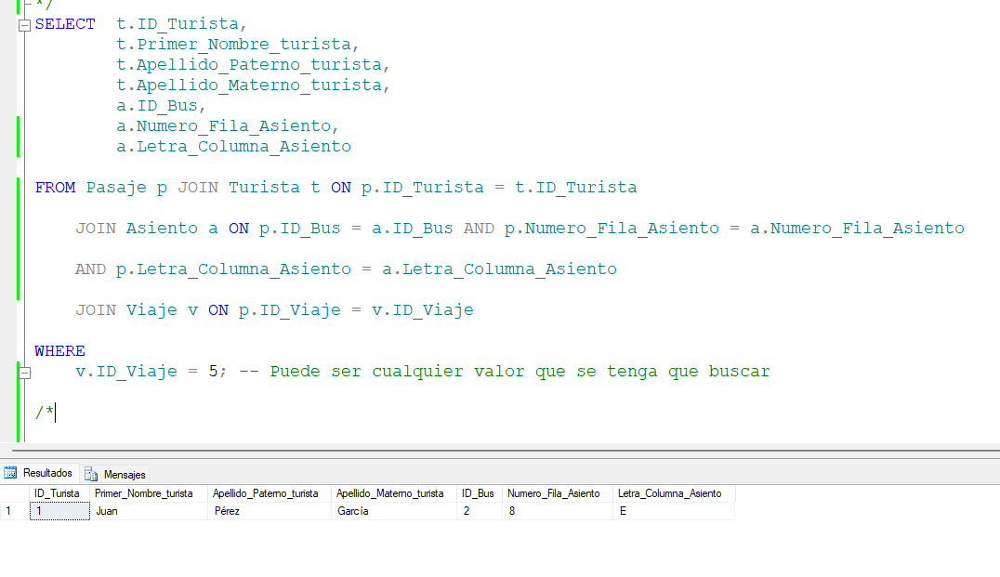 */
SELECT  t.ID_Turista,
t.Primer_Nombre_turista,
t.Apellido_Paterno_turista,
t.Apellido_Materno_turista,
a.ID_Bus,
a.Numero_Fila_Asiento,
a.Letra_Columna_Asiento
FROM Pasaje p JOIN Turista t ON p.ID_Turista = t.ID_Turista
JOIN Asiento a ON p.ID_Bus = a.ID_Bus AND p.Numero_Fila_Asiento = a.Numero_Fila_Asiento
AND p.Letra_Columna_Asiento = a.Letra_Columna_Asiento
JOIN Viaje v ON p.ID_Viaje = v.ID_Viaje
WHERE
v.ID_Viaje = 5; -- Puede ser cualquier valor que se tenga que buscar
/*
Resultados Mensajes
ID_Turista Primer_Nombre_turista Apellido_Paterno_turista Apellido_Materno_turista ID_Bus Numero_Fila_Asiento Letra_Columna_Asiento
1 1 Juan Pérez García 2 8 E